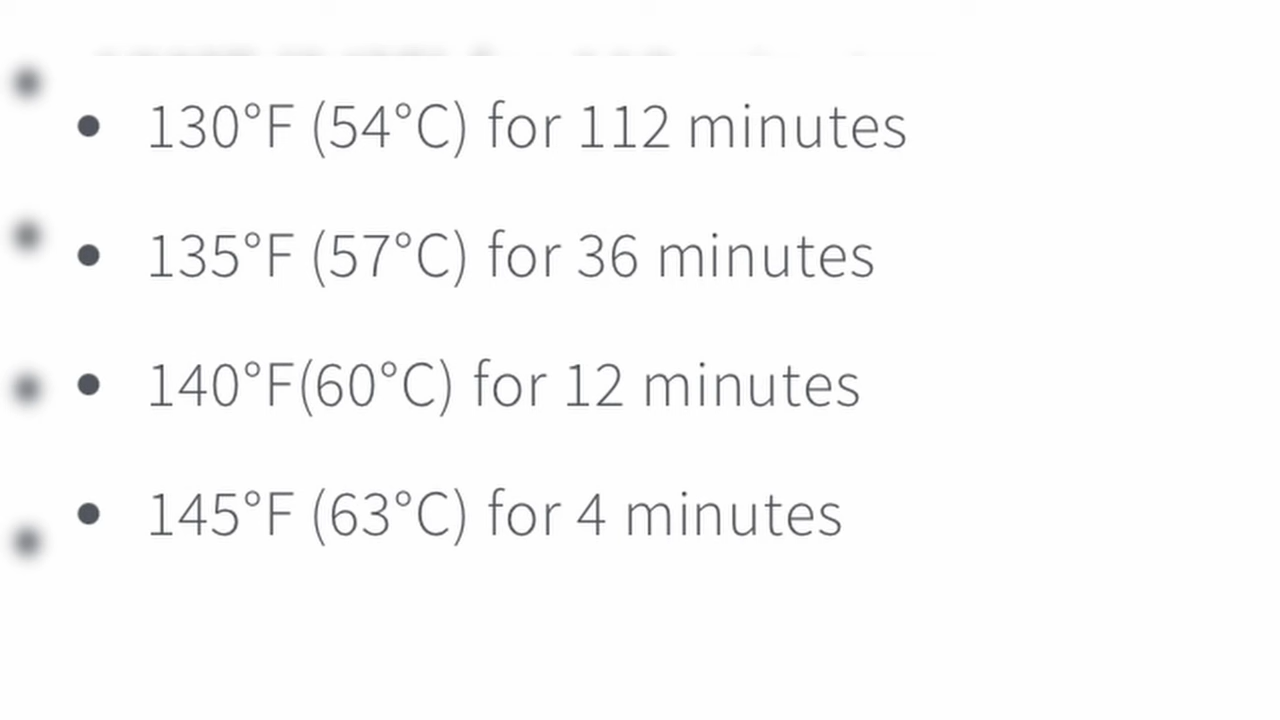 • 130°F (54°C) for 112 minutes
• 135°F (57°C) for 36 minutes
• 140°F(60°C) for 12 minutes
• 145°F (63°C) for 4 minutes